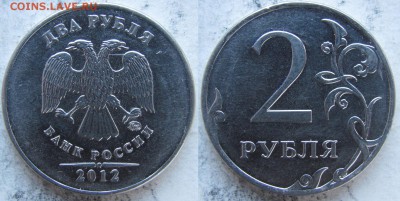 COINS.LAVE.RU
ДВА РУБЛЯ
БАНК РОССИИ
2012
2
РУБЛЯ